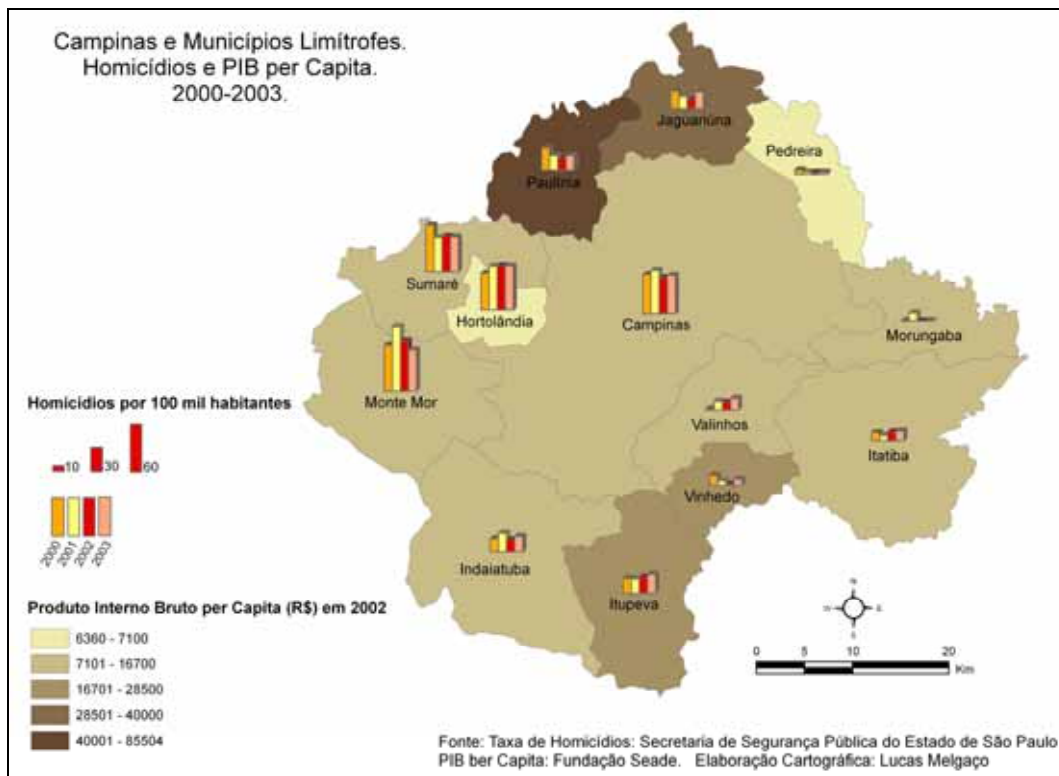 Campinas e Municípios Limítrofes.
Homicídios e PIB per Capita.
2000-2003.
Jaguariúna
Pedreira
Paulínia
Sumaré
Hortolândia
Campinas
Morungaba
Monte Mor
Valinhos
Itatiba
Vinhedo
Indaiatuba
Itupeva
Homicídios por 100 mil habitantes
10
30
60
2000
2001
2002
2003
Produto Interno Bruto per Capita (R$) em 2002
6360 - 7100
7101 - 16700
16701 - 28500
28501 - 40000
40001 - 85504
N
W
E
S
0 5 10 20
Km
Fonte: Taxa de Homicídios: Secretaria de Segurança Pública do Estado de São Paulo
PIB ber Capita: Fundação Seade. Elaboração Cartográfica: Lucas Melgaço